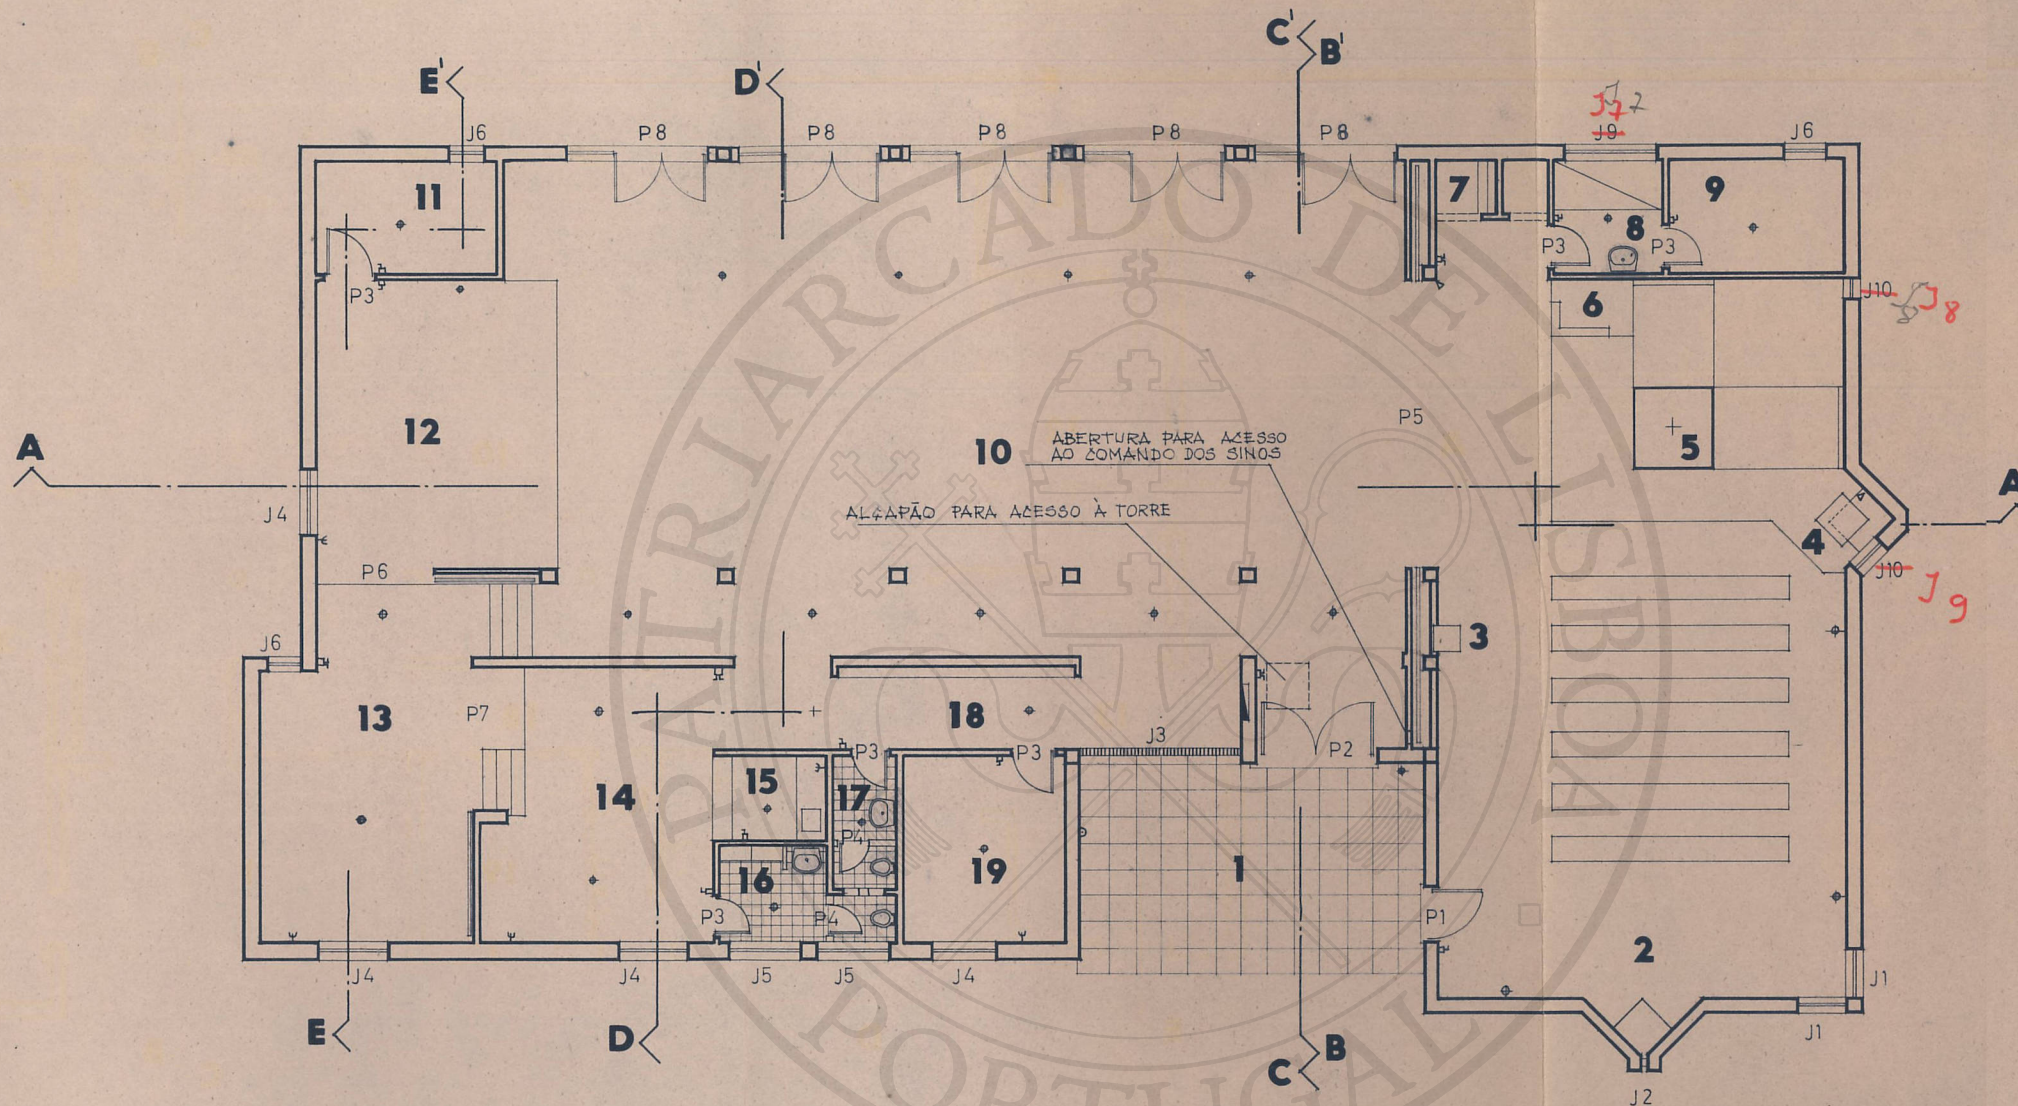 C'
B'
E'
D'
J7
J7
J6
P8
P8
P8
P8
P8
J9
J6
11
7
9
8
P3
P3
P3
6
J10
J8
12
P5
5
A
10
ABERTURA PARA ACESSO
AO COMANDO DOS SINOS
A
J4
ALÇAPÃO PARA ACESSO À TORRE
4
P6
J10
J9
J6
3
13
P7
18
J3
P3
P3
P2
14
15
17
P4
16
19
1
P3
P4
P1
2
J4
J4
J5
J5
J4
J1
J1
E
D
B
C
J2
PATRIARCADO DE LISBOA
PORTUGAL